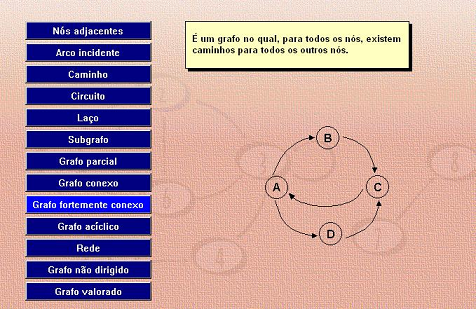 Nós adjacentes
Arco incidente
Caminho
Circuito
Laço
Subgrafo
Grafo parcial
Grafo conexo
Grafo fortemente conexo
Grafo acíclico
Rede
Grafo não dirigido
Grafo valorado
É um grafo no qual, para todos os nós, existem
caminhos para todos os outros nós.
B
A
C
D